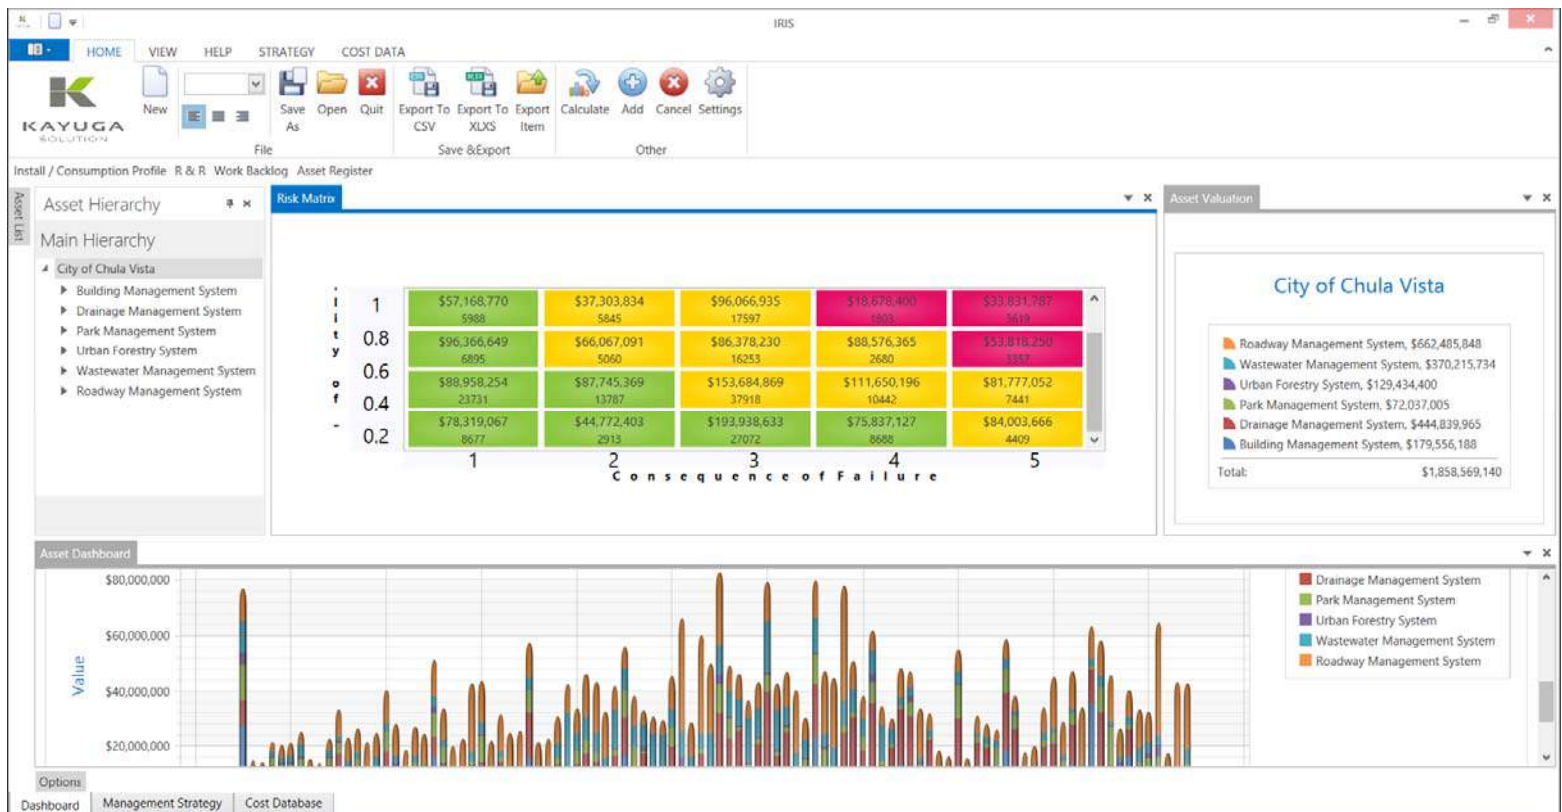 IRIS
HOME VIEW HELP STRATEGY COST DATA
KAYUGA
SOLUTION
New
Save As
Open
Quit
Export To CSV
Export To XLXS
Export Item
Calculate
Add
Cancel
Settings
File
Save &Export
Other
Install / Consumption Profile R & R Work Backlog Asset Register
Asset List
Asset Hierarchy
Main Hierarchy
City of Chula Vista
Building Management System
Drainage Management System
Park Management System
Urban Forestry System
Wastewater Management System
Roadway Management System
Risk Matrix
1 $57,168,770 $37,303,834 $96,066,935 $18,678,400 $33,831,787
5988 5845 17597 1803 3619
0.8 $96,366,649 $66,067,091 $86,378,230 $88,576,365 $53,818,250
6895 5060 16253 2680 3357
0.6 $88,958,254 $87,745,369 $153,684,869 $111,650,196 $81,777,052
0.4 23731 13787 37918 10442 7441
$78,319,067 $44,772,403 $193,938,633 $75,837,127 $84,003,666
0.2 8677 2913 27072 8688 4409
1 2 3 4 5
Consequence of Failure
Asset Valuation
City of Chula Vista
Roadway Management System, $662,485,848
Wastewater Management System, $370,215,734
Urban Forestry System, $129,434,400
Park Management System, $72,037,005
Drainage Management System, $444,839,965
Building Management System, $179,556,188
Total: $1,858,569,140
Asset Dashboard
Value
$80,000,000
$60,000,000
$40,000,000
$20,000,000
Drainage Management System
Park Management System
Urban Forestry System
Wastewater Management System
Roadway Management System
Options
Dashboard Management Strategy Cost Database